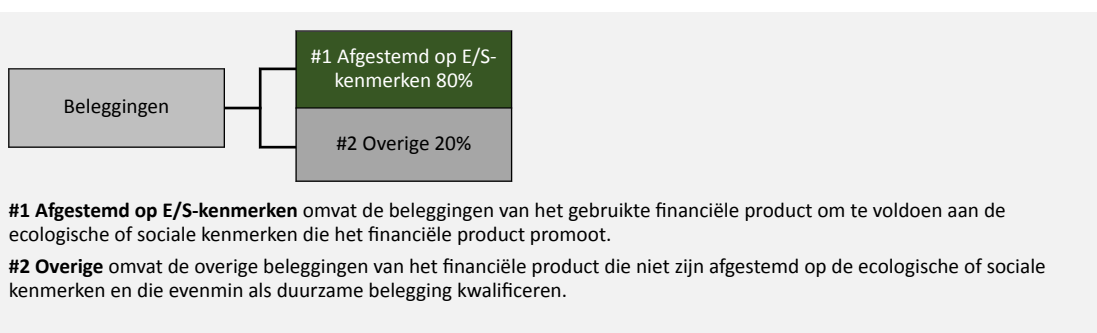 #1 Afgestemd op E/S-
kenmerken 80%
Beleggingen
#2 Overige 20%
#1 Afgestemd op E/S-kenmerken omvat de beleggingen van het gebruikte financiële product om te voldoen aan de
ecologische of sociale kenmerken die het financiële product promoot.
#2 Overige omvat de overige beleggingen van het financiële product die niet zijn afgestemd op de ecologische of sociale
kenmerken en die evenmin als duurzame belegging kwalificeren.